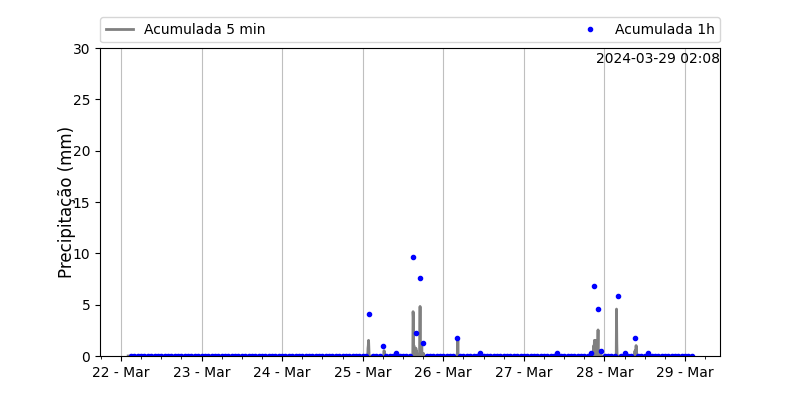 Acumulada 5 min
Acumulada 1h
2024-03-29 02:08
Precipitação (mm)
30
25
20
15
10
5
0
22 - Mar
23 - Mar
24 - Mar
25 - Mar
26 - Mar
27 - Mar
28 - Mar
29 - Mar